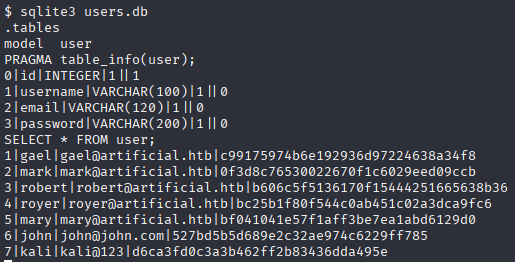 $ sqlite3 users.db
.tables
model  user
PRAGMA table_info(user);
0|id|INTEGER|1||1
1|username|VARCHAR(100)|1||0
2|email|VARCHAR(120)|1||0
3|password|VARCHAR(200)|1||0
SELECT * FROM user;
1|gael|gael@artificial.htb|c99175974b6e192936d97224638a34f8
2|mark|mark@artificial.htb|0f3d8c76530022670f1c6029eed09ccb
3|robert|robert@artificial.htb|b606c5f5136170f15444251665638b36
4|royer|royer@artificial.htb|bc25b1f80f544c0ab451c02a3dca9fc6
5|mary|mary@artificial.htb|bf041041e57f1aff3be7ea1abd6129d0
6|john|john@john.com|527bd5b5d689e2c32ae974c6229ff785
7|kali|kali@123|d6ca3fd0c3a3b462ff2b83436dda495e